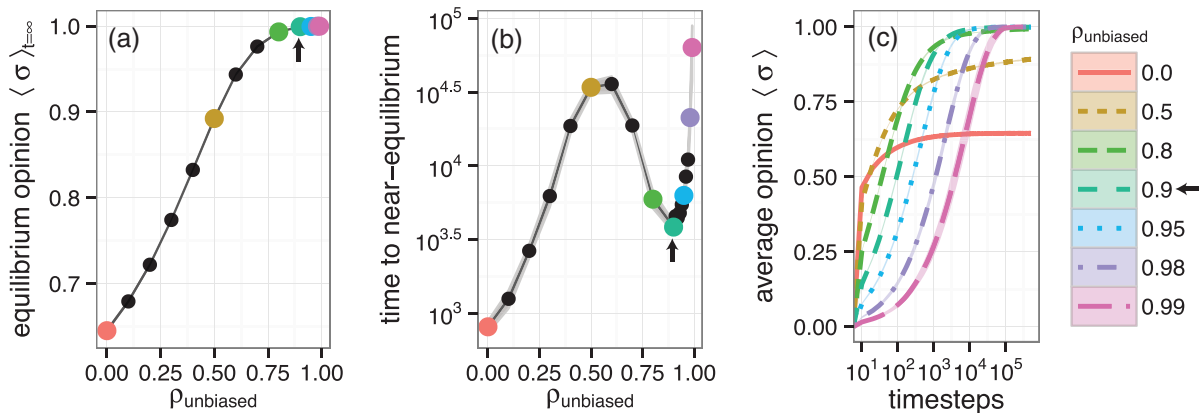 (a)
equilibrium opinion ⟨ σ ⟩t=∞
1.0
0.9
0.8
0.7
0.00 0.25 0.50 0.75 1.00
ρunbiased
(b)
time to near-equilibrium
10^5
10^4.5
10^4
10^3.5
10^3
0.00 0.25 0.50 0.75 1.00
ρunbiased
(c)
average opinion ⟨ σ ⟩
1.00
0.75
0.50
0.25
0.00
10^1 10^2 10^3 10^4 10^5
timesteps
ρunbiased
0.0
0.5
0.8
0.9
0.95
0.98
0.99